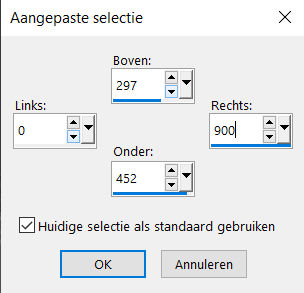 Aangepaste selectie
Boven:
297
Links:
0
Rechts:
900
Onder:
452
Huidige selectie als standaard gebruiken
OK
Annuleren